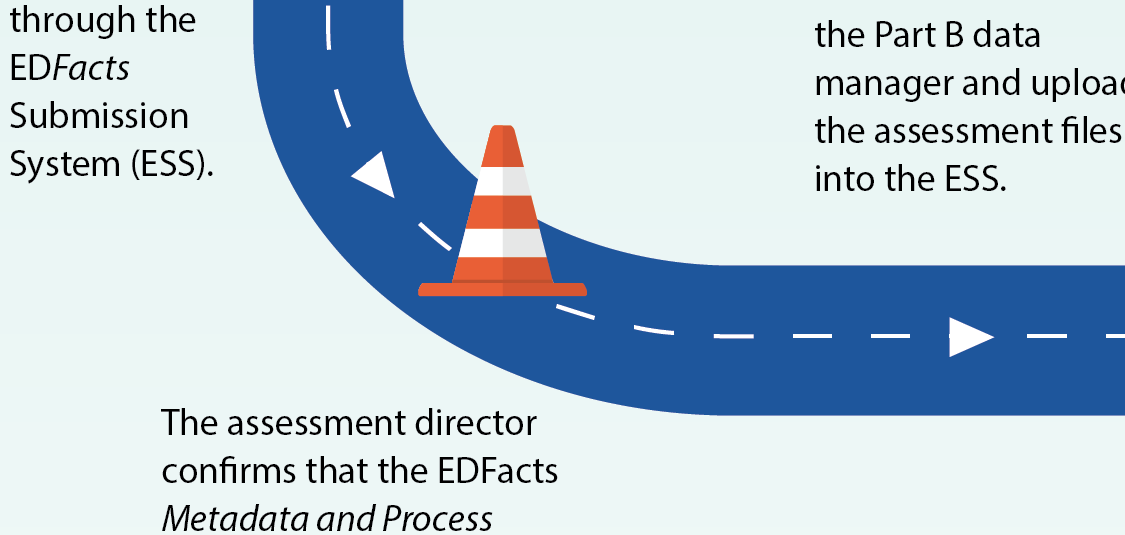 through the
EDFacts
Submission
System (ESS).
the Part B data
manager and upload
the assessment files
into the ESS.
The assessment director
confirms that the EDFacts
Metadata and Process